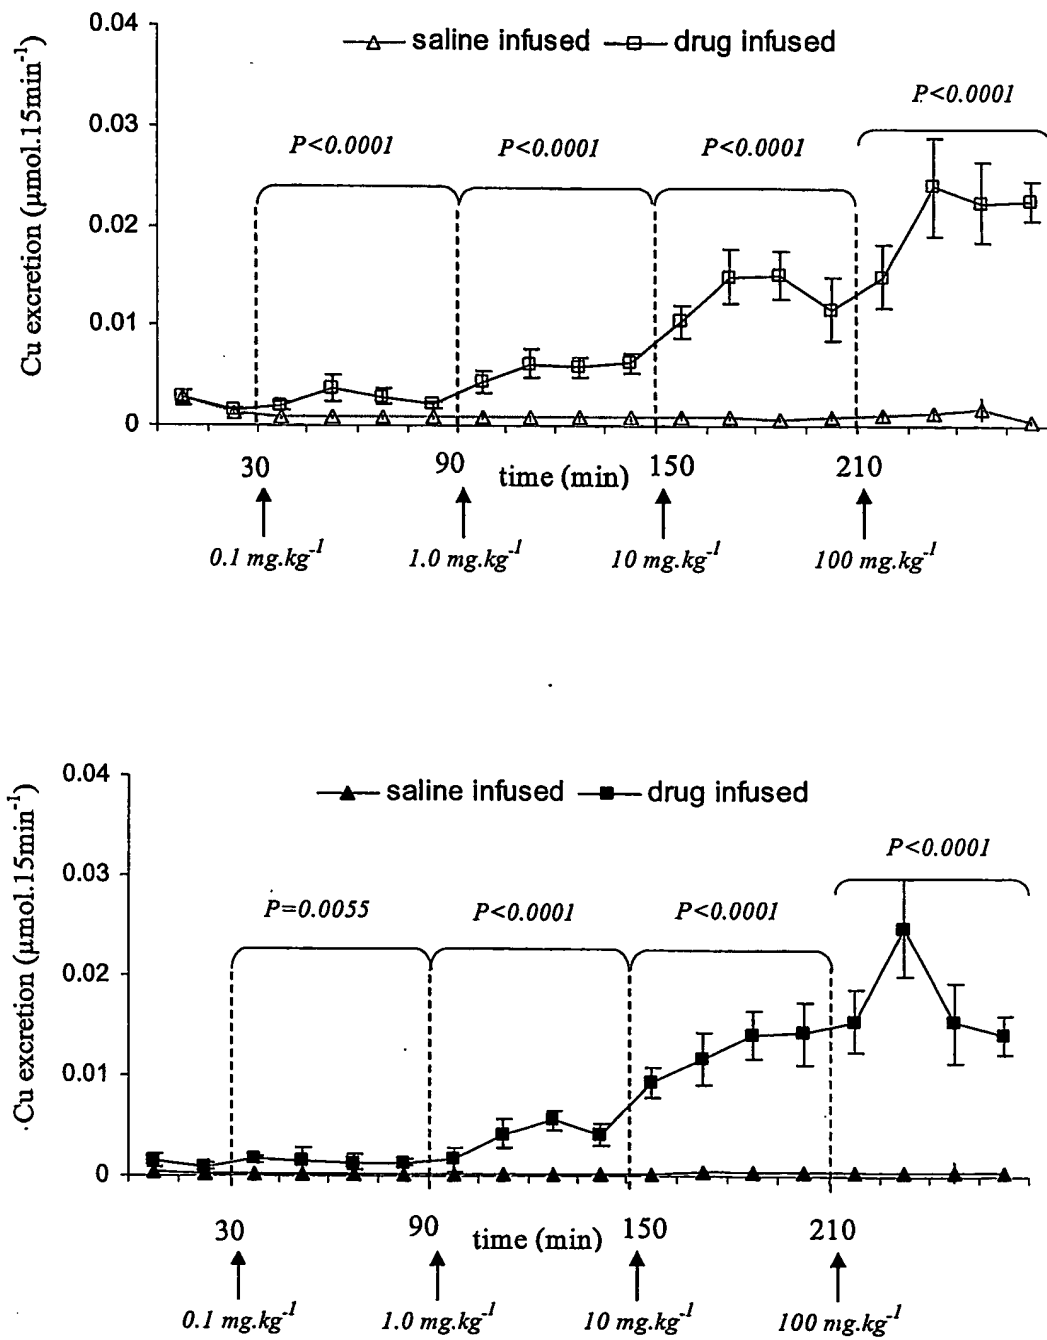 0.04
saline infused drug infused
P<0.0001
0.03
P<0.0001 P<0.0001 P<0.0001
0.02
0.01
0
Cu excretion (µmol.15min⁻¹)
30 90 150 210
time (min)
0.1 mg.kg⁻¹ 1.0 mg.kg⁻¹ 10 mg.kg⁻¹ 100 mg.kg⁻¹
0.04
saline infused drug infused
P<0.0001
0.03
P=0.0055 P<0.0001 P<0.0001
0.02
0.01
0
Cu excretion (µmol.15min⁻¹)
30 90 150 210
time (min)
0.1 mg.kg⁻¹ 1.0 mg.kg⁻¹ 10 mg.kg⁻¹ 100 mg.kg⁻¹